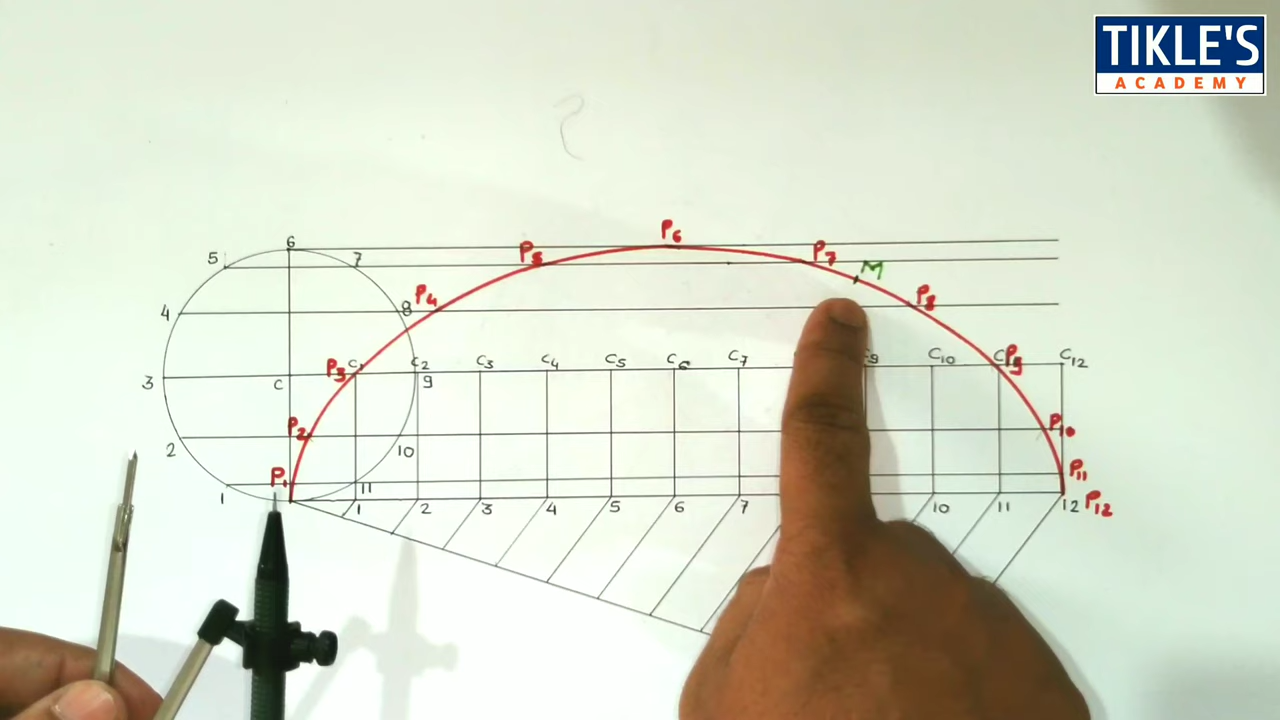 TIKLE'S
ACADEMY
P6
6
5
7
P5
P7
M
4
8
P4
P8
3
C
P3
C1
C2
9
C3
C4
C5
C6
C7
C9
C10
P9
C12
2
P2
10
P10
1
P1
11
P11
1
2
3
4
5
6
7
10
11
12
P12